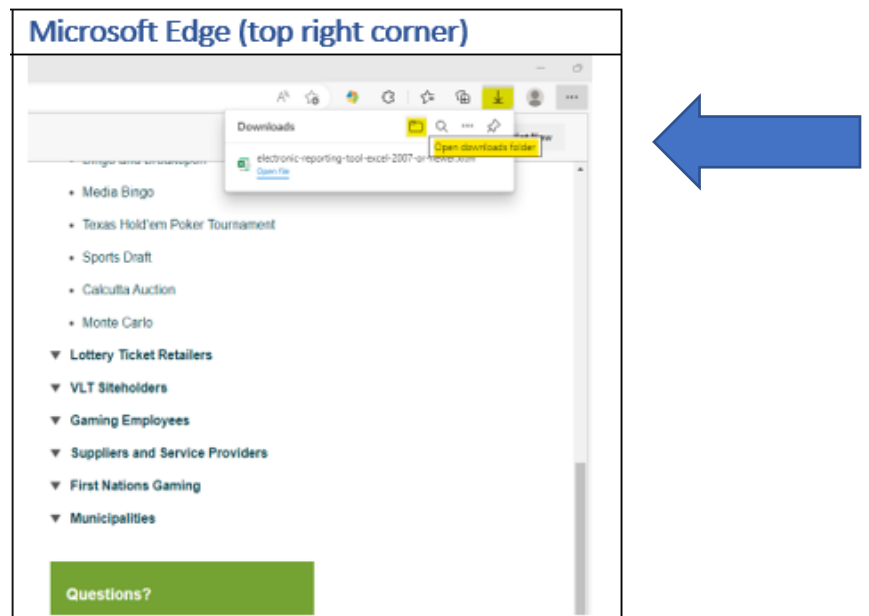 Microsoft Edge (top right corner)
Downloads
Open downloads folder
electronic-reporting-tool-excel-2007-or-newer.xlsm
Open file
• Media Bingo
• Texas Hold'em Poker Tournament
• Sports Draft
• Calcutta Auction
• Monte Carlo
▼ Lottery Ticket Retailers
▼ VLT Siteholders
▼ Gaming Employees
▼ Suppliers and Service Providers
▼ First Nations Gaming
▼ Municipalities
Questions?